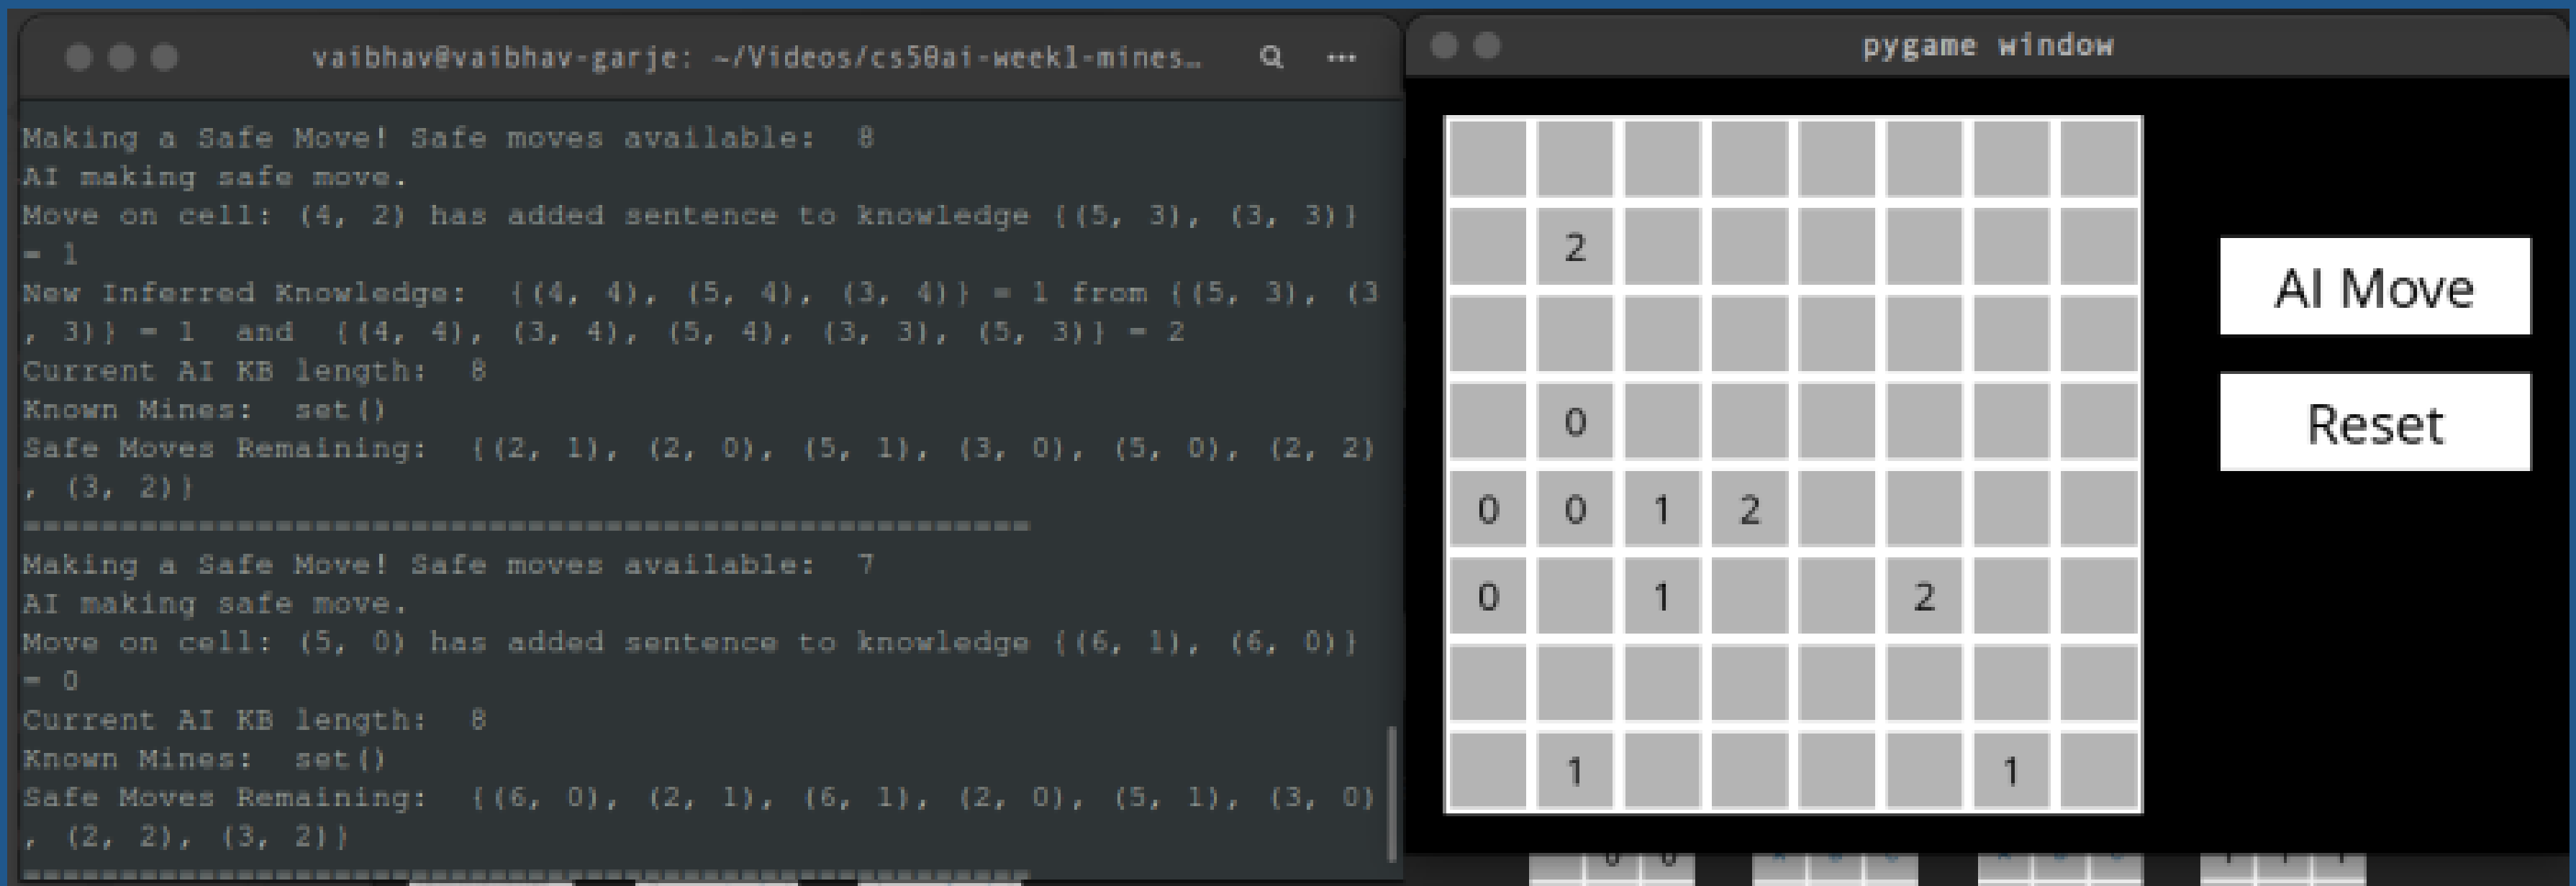 vaibhav@vaibhav-garje: ~/Videos/cs50ai-week1-mines…
Making a Safe Move! Safe moves available:  8
AI making safe move.
Move on cell: (4, 2) has added sentence to knowledge {(5, 3), (3, 3)}
= 1
New Inferred Knowledge:  {(4, 4), (5, 4), (3, 4)} = 1 from {(5, 3), (3
, 3)} = 1  and  {(4, 4), (3, 4), (5, 4), (3, 3), (5, 3)} = 2
Current AI KB length:  8
Known Mines:  set()
Safe Moves Remaining:  {(2, 1), (2, 0), (5, 1), (3, 0), (5, 0), (2, 2)
, (3, 2)}
=====================================================
Making a Safe Move! Safe moves available:  7
AI making safe move.
Move on cell: (5, 0) has added sentence to knowledge {(6, 1), (6, 0)}
= 0
Current AI KB length:  8
Known Mines:  set()
Safe Moves Remaining:  {(6, 0), (2, 1), (6, 1), (2, 0), (5, 1), (3, 0)
, (2, 2), (3, 2)}
=====================================================
pygame window
2
0
0 0 1 2
0 1 2
1 1
AI Move
Reset